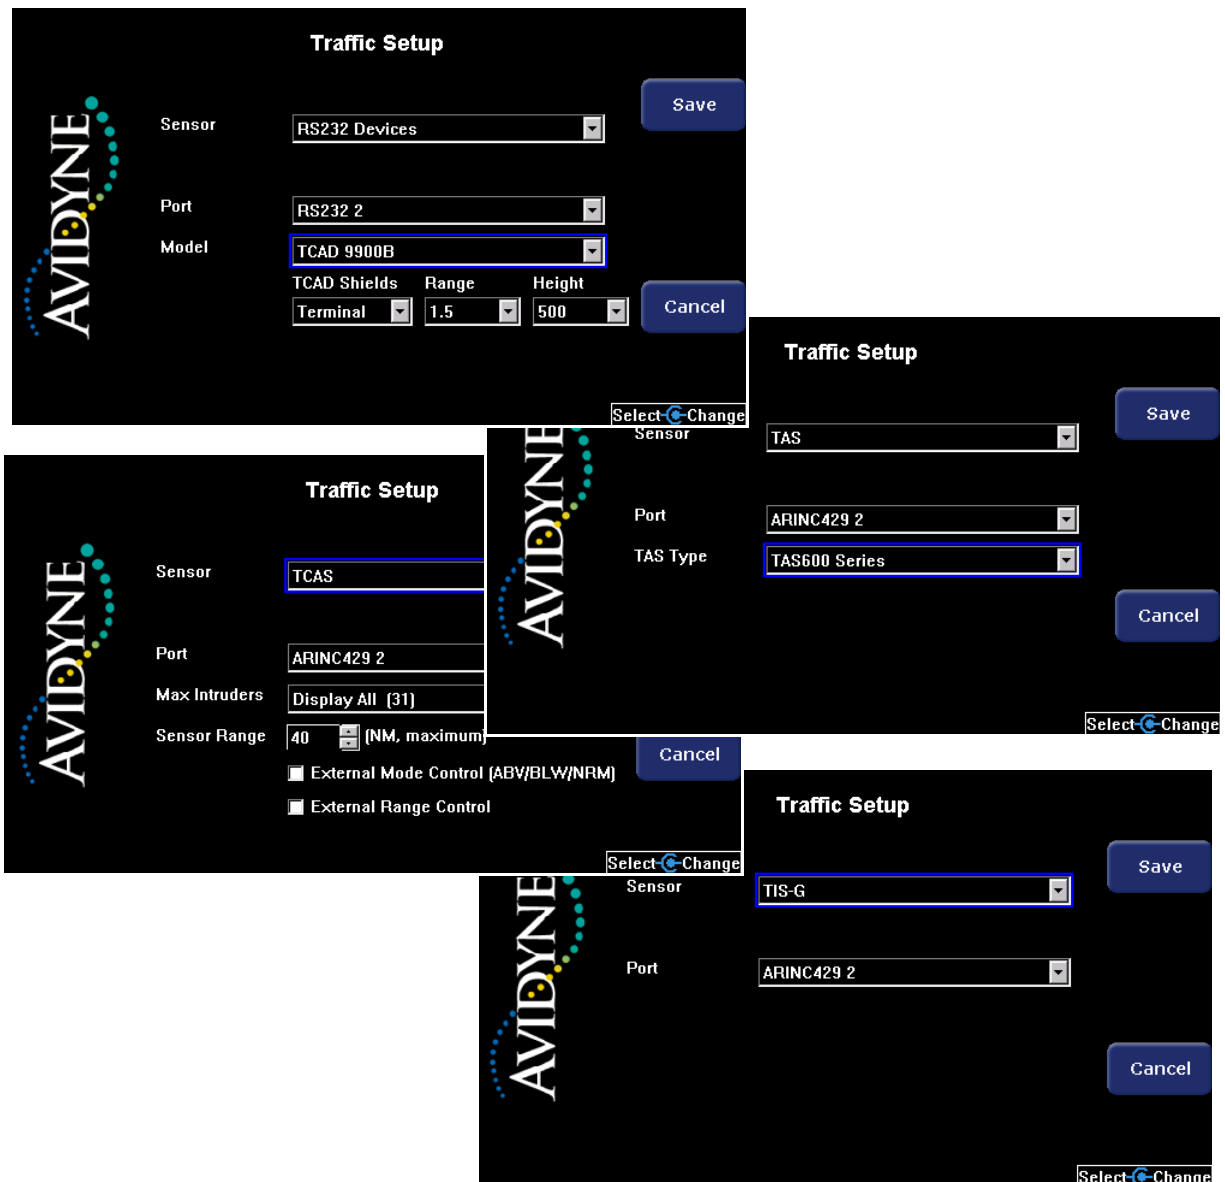 Traffic Setup
AVIDYNE
Save
Sensor RS232 Devices
Port RS232 2
Model TCAD 9900B
TCAD Shields Range Height
Terminal 1.5 500
Cancel
Select Change
Traffic Setup
AVIDYNE
Save
Sensor TAS
Port ARINC429 2
TAS Type TAS600 Series
Cancel
Select Change
Traffic Setup
AVIDYNE
Sensor TCAS
Port ARINC429 2
Max Intruders Display All (31)
Sensor Range 40 (NM, maximum)
Cancel
External Mode Control (ABV/BLW/NRM)
External Range Control
Select Change
Traffic Setup
AVIDYNE
Save
Sensor TIS-G
Port ARINC429 2
Cancel
Select Change